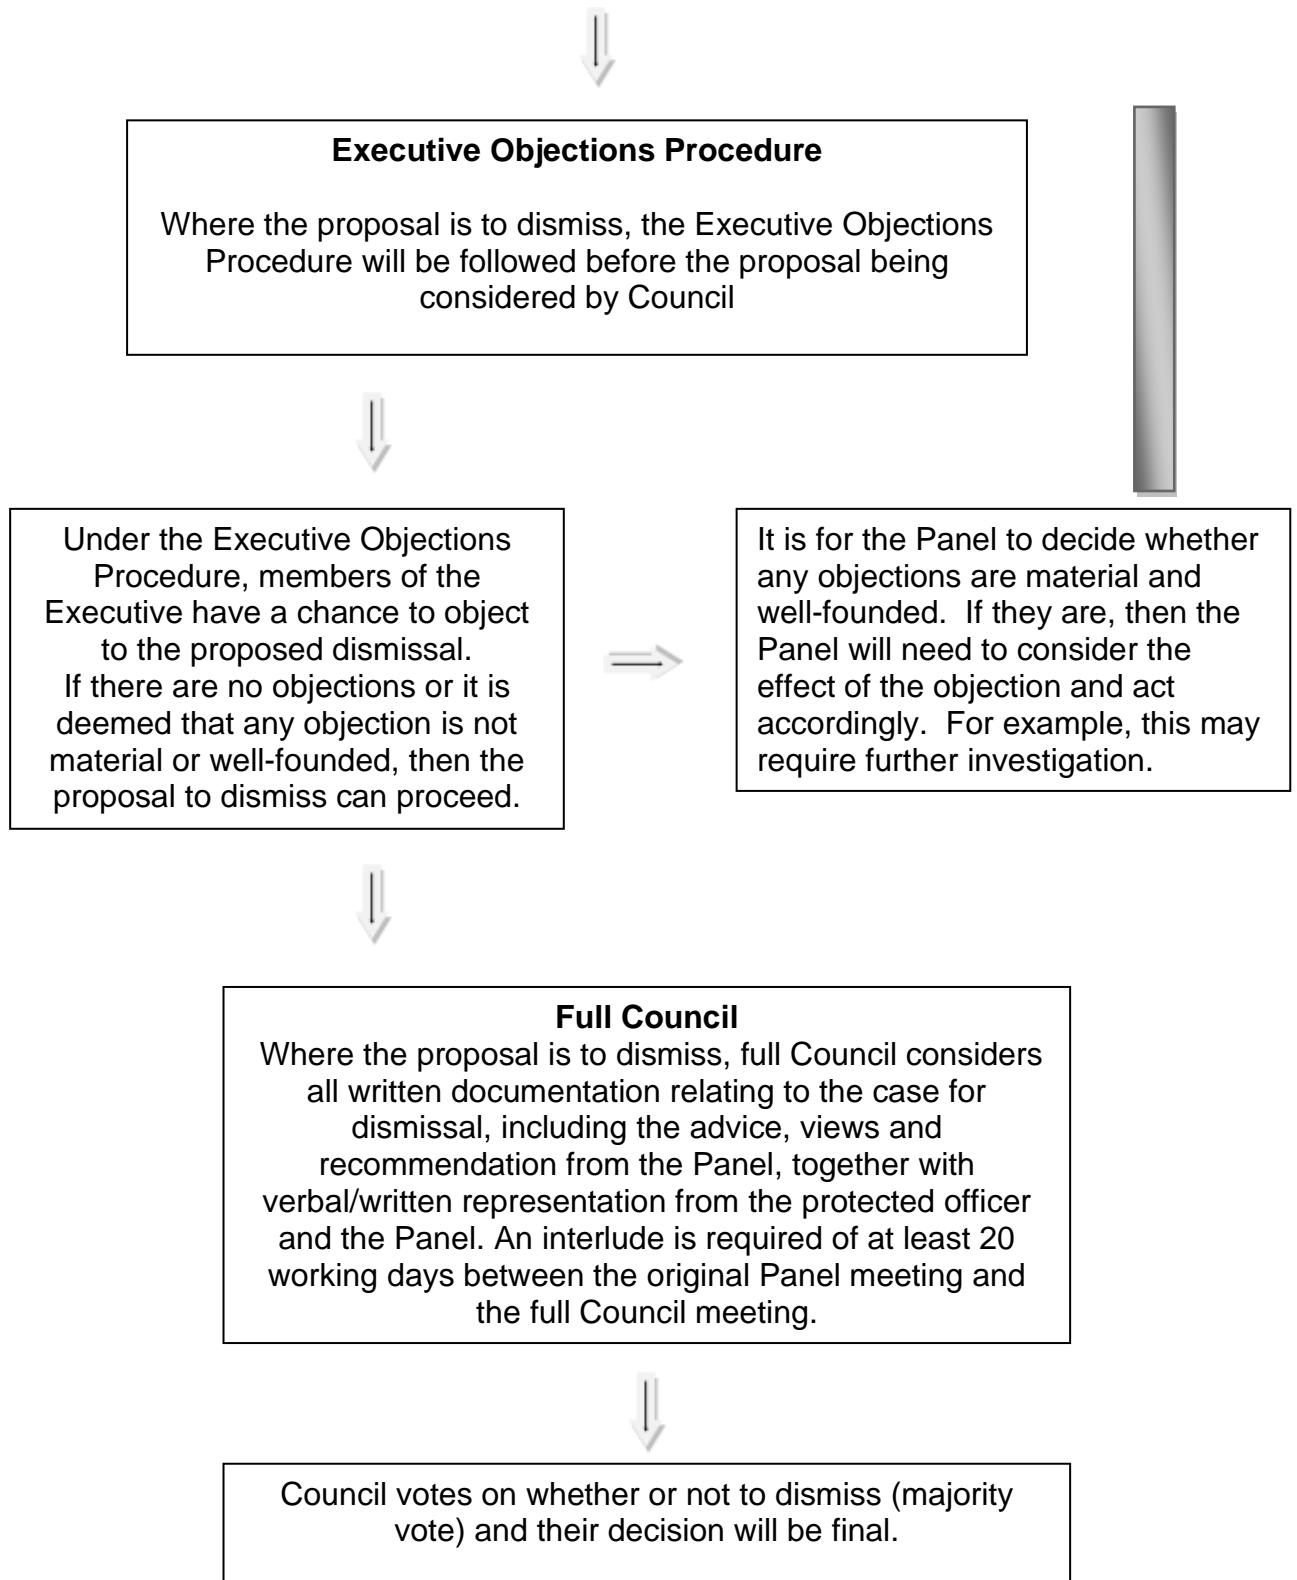 Executive Objections Procedure
Where the proposal is to dismiss, the Executive Objections
Procedure will be followed before the proposal being
considered by Council
Under the Executive Objections
Procedure, members of the
Executive have a chance to object
to the proposed dismissal.
If there are no objections or it is
deemed that any objection is not
material or well-founded, then the
proposal to dismiss can proceed.
It is for the Panel to decide whether
any objections are material and
well-founded.  If they are, then the
Panel will need to consider the
effect of the objection and act
accordingly.  For example, this may
require further investigation.
Full Council
Where the proposal is to dismiss, full Council considers
all written documentation relating to the case for
dismissal, including the advice, views and
recommendation from the Panel, together with
verbal/written representation from the protected officer
and the Panel. An interlude is required of at least 20
working days between the original Panel meeting and
the full Council meeting.
Council votes on whether or not to dismiss (majority
vote) and their decision will be final.